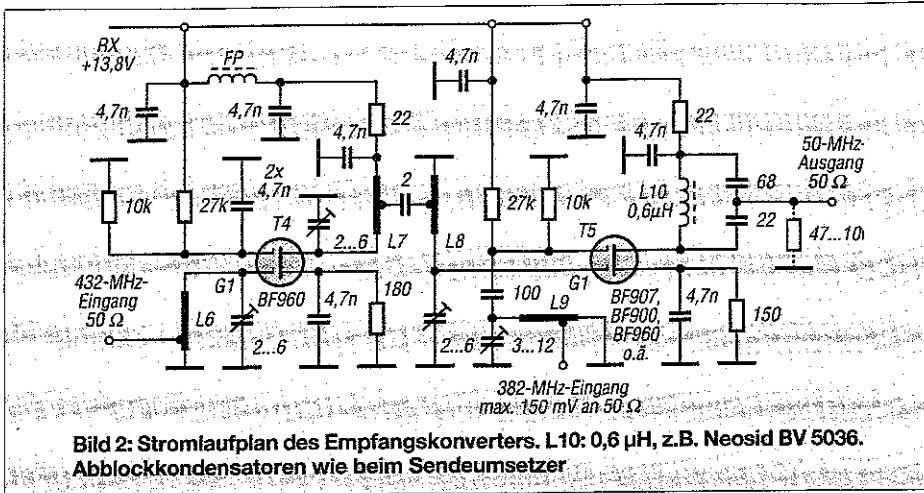 RX
+13,8V
FP
4,7n
4,7n
22
4,7n
4,7n
4,7n
22
4,7n
50-MHz-
Ausgang
50 Ω
10k
27k
2x
4,7n
T4
2...6
2
L7
L8
27k
10k
T5
L10
0,6µH
68
22
47...10
432-MHz-
Eingang
50 Ω
L6
G1
BF960
2...6
4,7n
180
2...6
100
L9
3...12
G1
BF907,
BF900,
BF960
o.ä.
4,7n
150
382-MHz-Eingang
max. 150 mV an 50 Ω
Bild 2: Stromlaufplan des Empfangskonverters. L10: 0,6 µH, z.B. Neosid BV 5036.
Abblockkondensatoren wie beim Sendeumsetzer